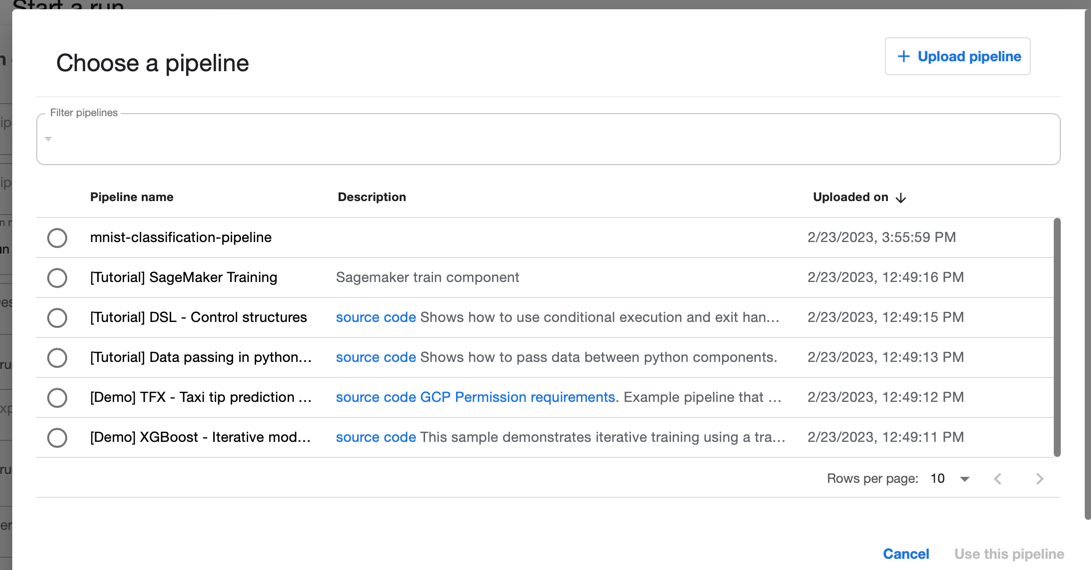 Start a run
Choose a pipeline
+ Upload pipeline
Filter pipelines
Pipeline name Description Uploaded on
mnist-classification-pipeline 2/23/2023, 3:55:59 PM
[Tutorial] SageMaker Training Sagemaker train component 2/23/2023, 12:49:16 PM
[Tutorial] DSL - Control structures source code Shows how to use conditional execution and exit han... 2/23/2023, 12:49:15 PM
[Tutorial] Data passing in python... source code Shows how to pass data between python components. 2/23/2023, 12:49:13 PM
[Demo] TFX - Taxi tip prediction ... source code GCP Permission requirements. Example pipeline that ... 2/23/2023, 12:49:12 PM
[Demo] XGBoost - Iterative mod... source code This sample demonstrates iterative training using a tra... 2/23/2023, 12:49:11 PM
Rows per page: 10
Cancel Use this pipeline